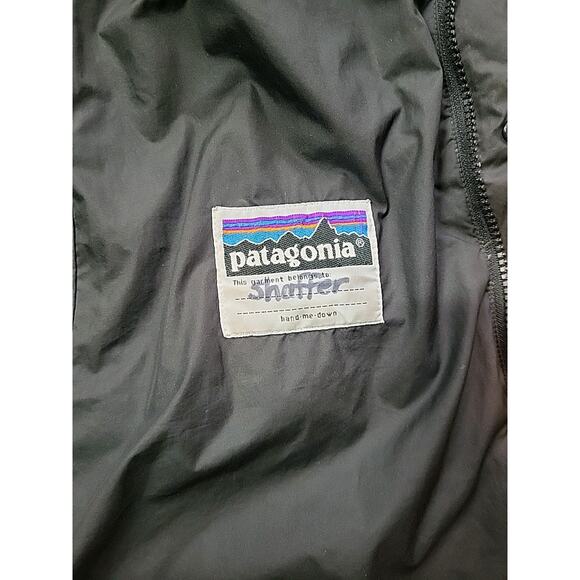 patagonia®
This garment belongs to:
Shaffer
hand-me-down